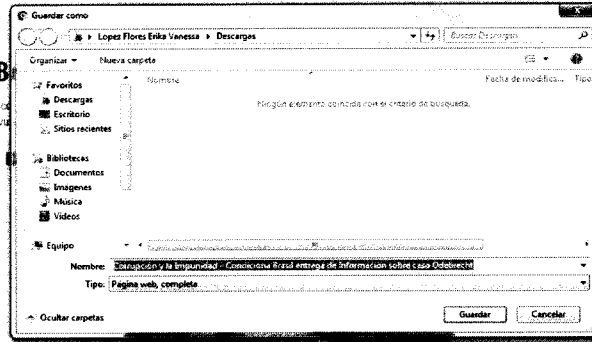 Guardar como
Lopez Flores Erika Vanessa ▸ Descargas
Buscar Descargas
Organizar
Nueva carpeta
Nombre
Fecha de modifica...
Tipo
Favoritos
Descargas
Escritorio
Sitios recientes
Ningún elemento coincide con el criterio de búsqueda.
Bibliotecas
Documentos
Imágenes
Música
Vídeos
Equipo
Nombre: Corrupción y la Impunidad - Condiciona Brasil entrega de información sobre caso Odebrecht
Tipo: Página web, completa
Ocultar carpetas
Guardar
Cancelar